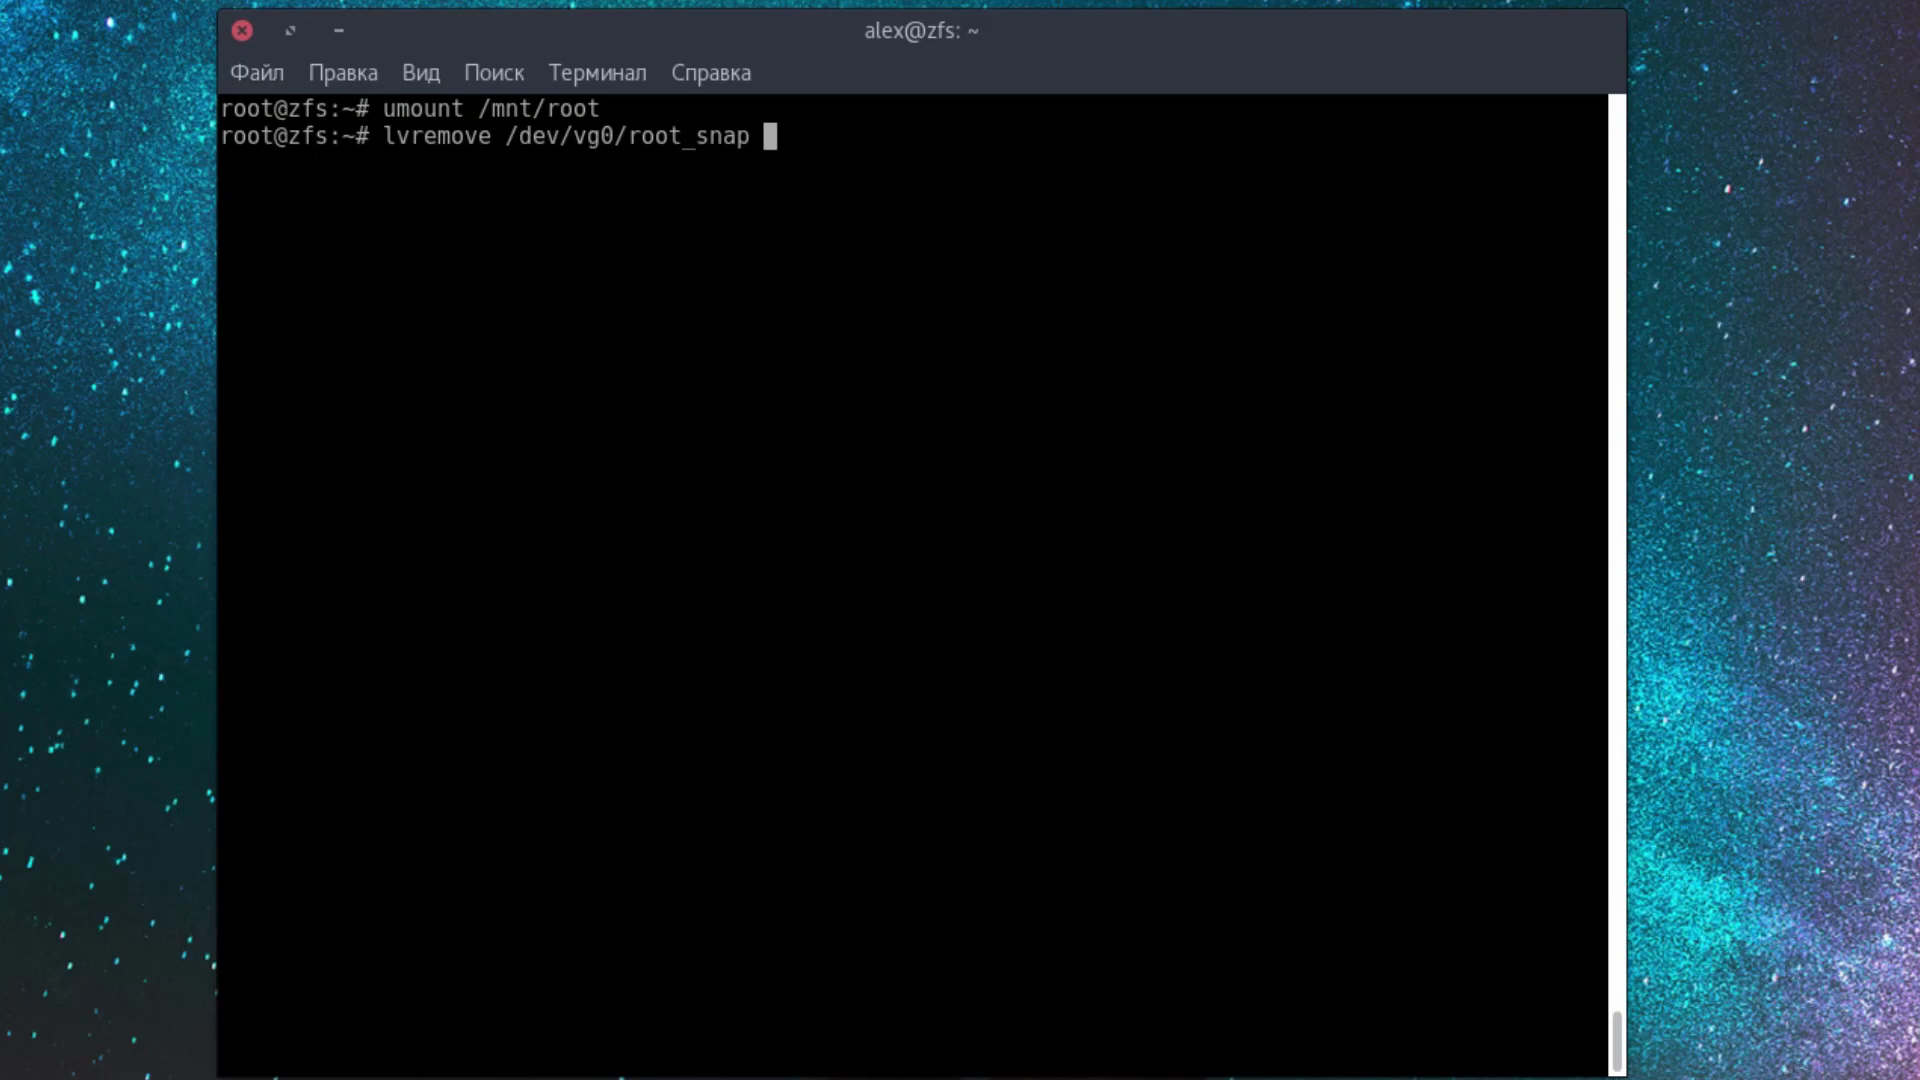 alex@zfs: ~
Файл Правка Вид Поиск Терминал Справка
root@zfs:~# umount /mnt/root
root@zfs:~# lvremove /dev/vg0/root_snap